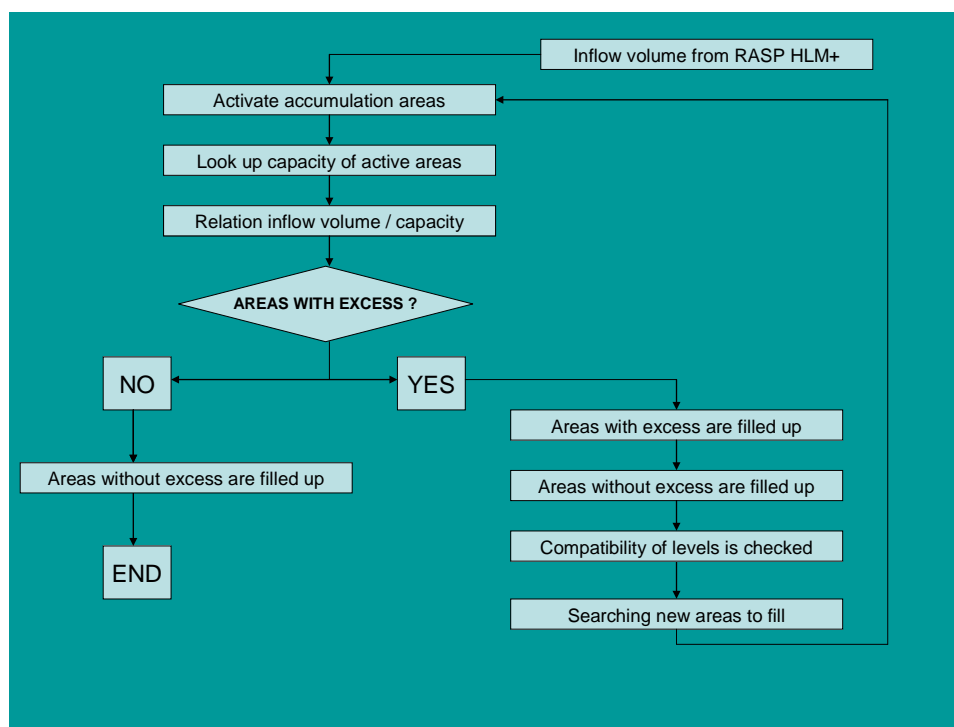 Inflow volume from RASP HLM+
Activate accumulation areas
Look up capacity of active areas
Relation inflow volume / capacity
AREAS WITH EXCESS ?
NO
YES
Areas with excess are filled up
Areas without excess are filled up
Areas without excess are filled up
Compatibility of levels is checked
END
Searching new areas to fill